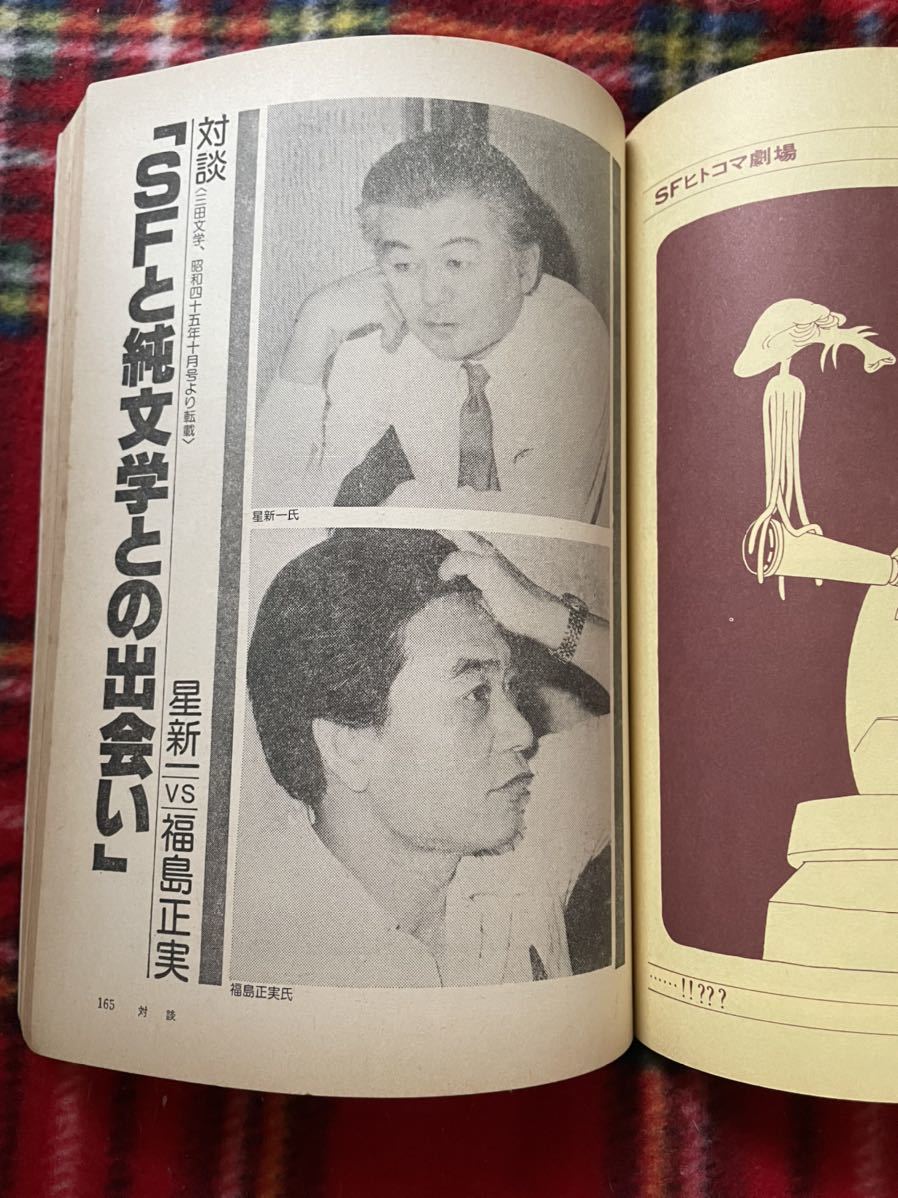 対談
〈三田文学、昭和四十五年十月号より転載〉
「SFと純文学との出会い」
星新一VS福島正実
星新一氏
福島正実氏
165 対談
SFヒトコマ劇場
……!!???